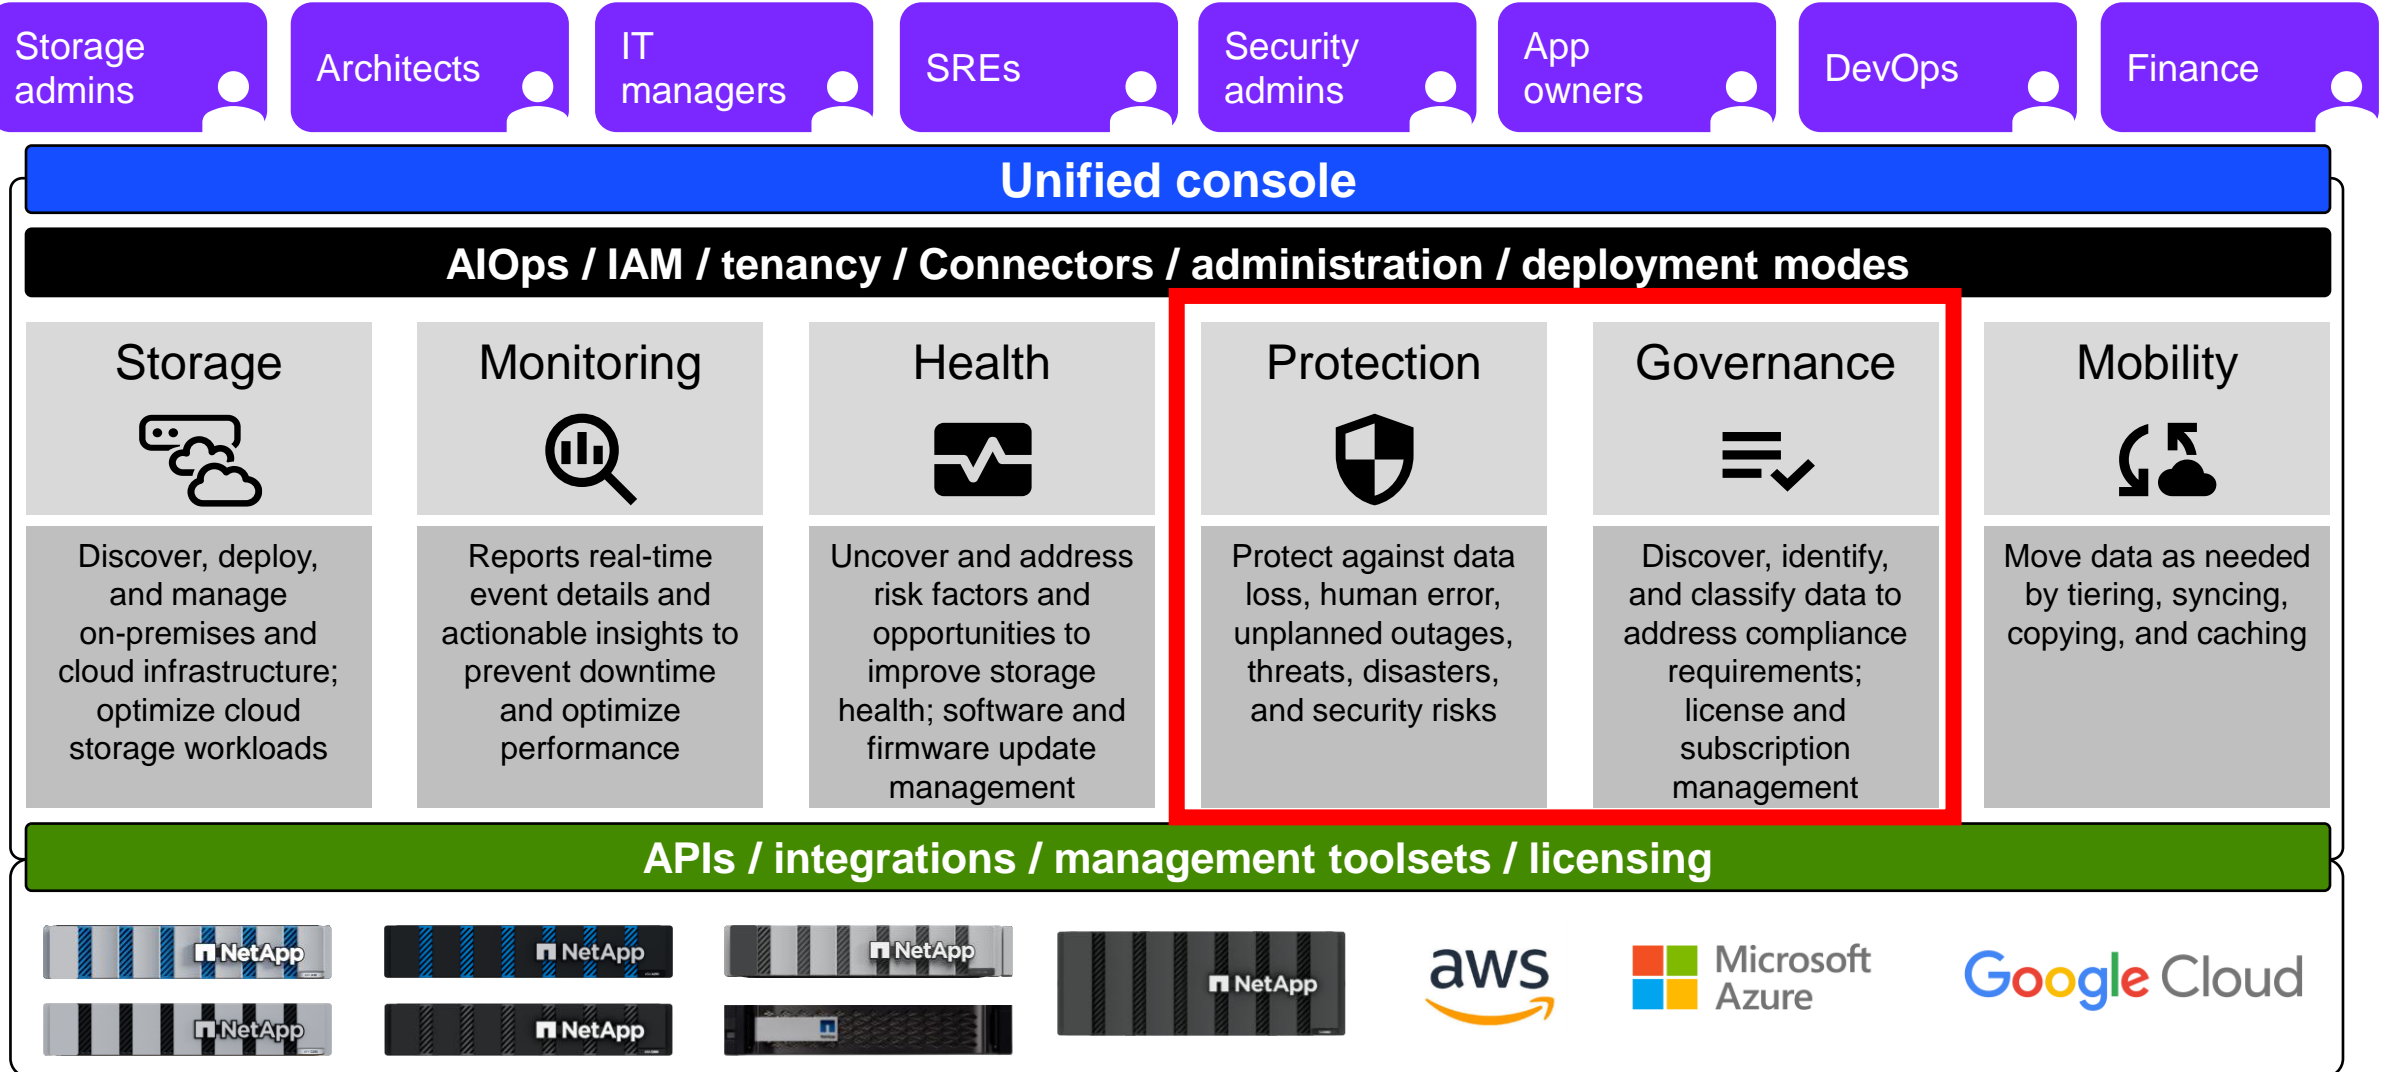 Storage
admins
Architects
IT
managers
SREs
Security
admins
App
owners
DevOps
Finance
Unified console
AIOps / IAM / tenancy / Connectors / administration / deployment modes
Storage
Monitoring
Health
Protection
Governance
Mobility
Discover, deploy,
and manage
on-premises and
cloud infrastructure;
optimize cloud
storage workloads
Reports real-time
event details and
actionable insights to
prevent downtime
and optimize
performance
Uncover and address
risk factors and
opportunities to
improve storage
health; software and
firmware update
management
Protect against data
loss, human error,
unplanned outages,
threats, disasters,
and security risks
Discover, identify,
and classify data to
address compliance
requirements;
license and
subscription
management
Move data as needed
by tiering, syncing,
copying, and caching
APIs / integrations / management toolsets / licensing
NetApp
NetApp
NetApp
NetApp
NetApp
NetApp
aws
Microsoft
Azure
Google Cloud